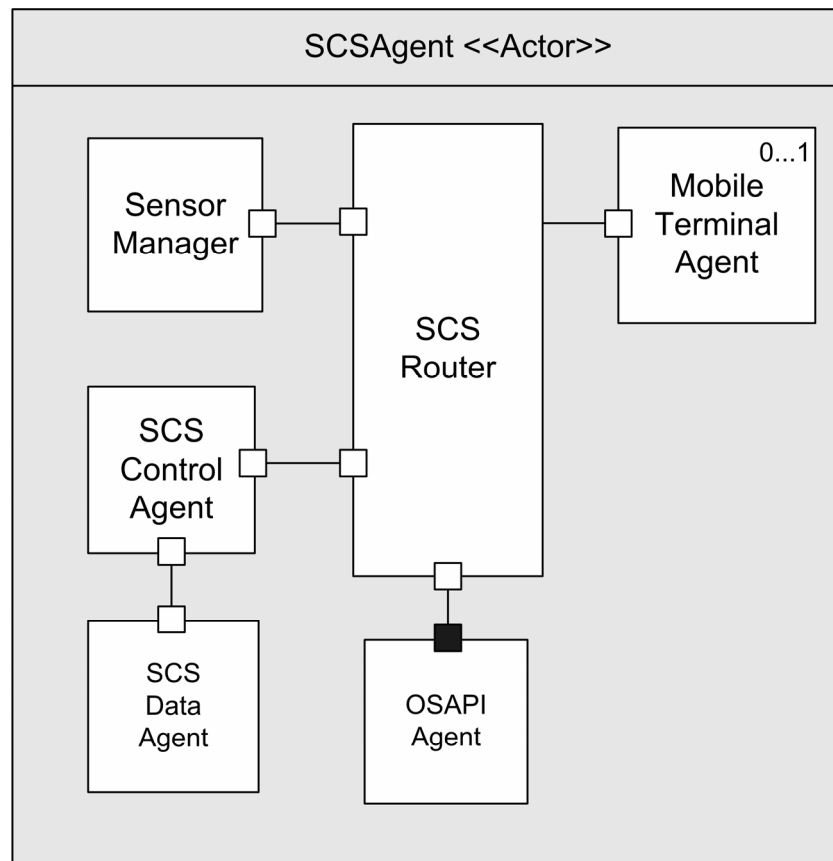 SCSAgent <<Actor>>
Sensor
Manager
SCS
Router
0...1
Mobile
Terminal
Agent
SCS
Control
Agent
SCS
Data
Agent
OSAPI
Agent